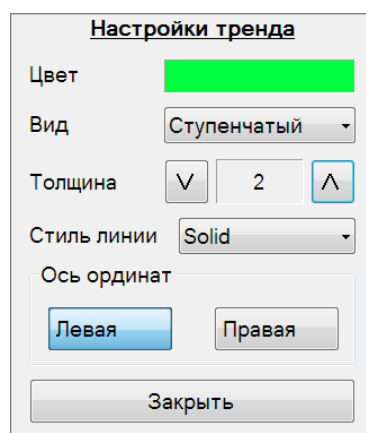 Настройки тренда
Цвет
Вид Ступенчатый
Толщина V 2 Λ
Стиль линии Solid
Ось ординат
Левая Правая
Закрыть